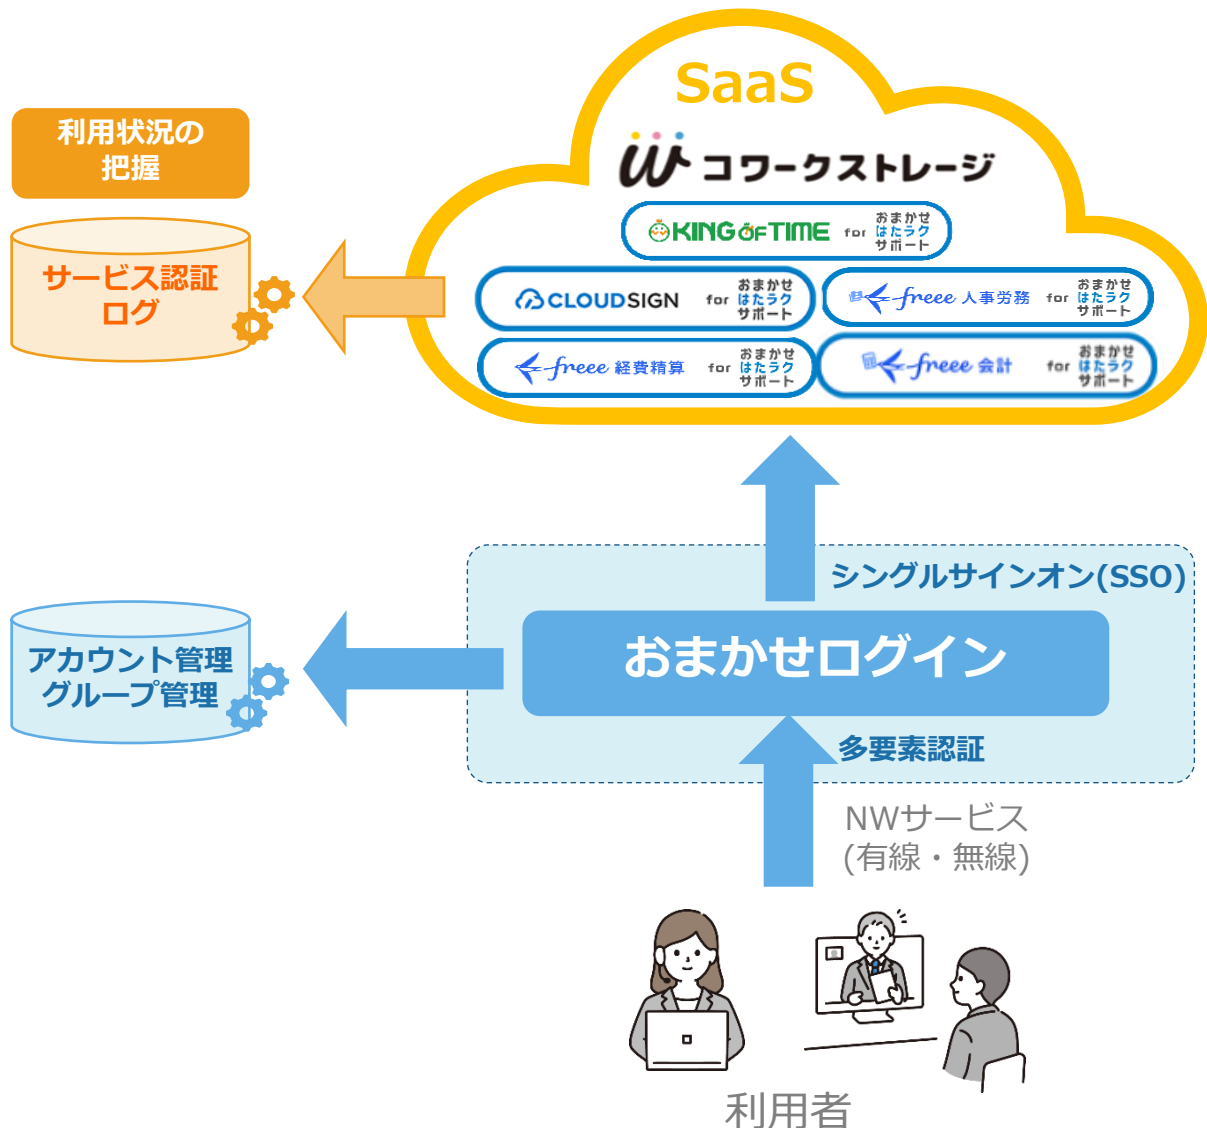 SaaS
利用状況の
把握
コワークストレージ
KING OF TIME for おまかせ
はたラク
サポート
サービス認証
ログ
CLOUDSIGN for おまかせ
はたラク
サポート
freee 人事労務 for おまかせ
はたラク
サポート
freee 経費精算 for おまかせ
はたラク
サポート
freee 会計 for おまかせ
はたラク
サポート
シングルサインオン(SSO)
おまかせログイン
アカウント管理
グループ管理
多要素認証
NWサービス
(有線・無線)
利用者